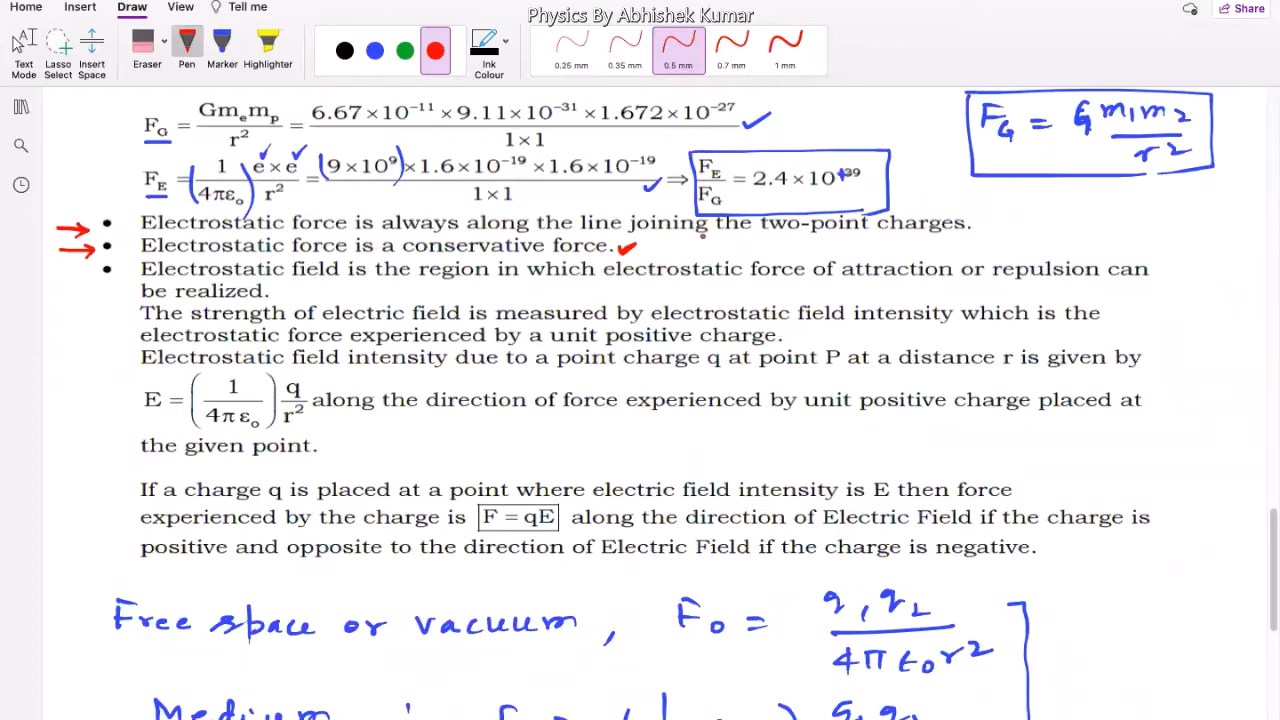 Home Insert Draw View Tell me
Physics By Abhishek Kumar
Share
Text Mode
Lasso Select
Insert Space
Eraser
Pen
Marker
Highlighter
Ink Colour
0.25 mm
0.35 mm
0.5 mm
0.7 mm
1 mm
F_G = Gm_e m_p / r² = 6.67×10⁻¹¹ ×9.11×10⁻³¹ ×1.672×10⁻²⁷ / 1×1
F_G = G m₁m₂ / r²
F_E = (1 / 4πε₀) e×e / r² = (9×10⁹)×1.6×10⁻¹⁹ ×1.6×10⁻¹⁹ / 1×1 ⇒ F_E / F_G = 2.4×10⁺³⁹
• Electrostatic force is always along the line joining the two-point charges.
• Electrostatic force is a conservative force.
• Electrostatic field is the region in which electrostatic force of attraction or repulsion can
be realized.
The strength of electric field is measured by electrostatic field intensity which is the
electrostatic force experienced by a unit positive charge.
Electrostatic field intensity due to a point charge q at point P at a distance r is given by
E = (1 / 4π ε₀) q / r² along the direction of force experienced by unit positive charge placed at
the given point.
If a charge q is placed at a point where electric field intensity is E then force
experienced by the charge is F = qE along the direction of Electric Field if the charge is
positive and opposite to the direction of Electric Field if the charge is negative.
Free space or vacuum, F₀ = q₁q₂ / 4π ε₀ r²
Medium